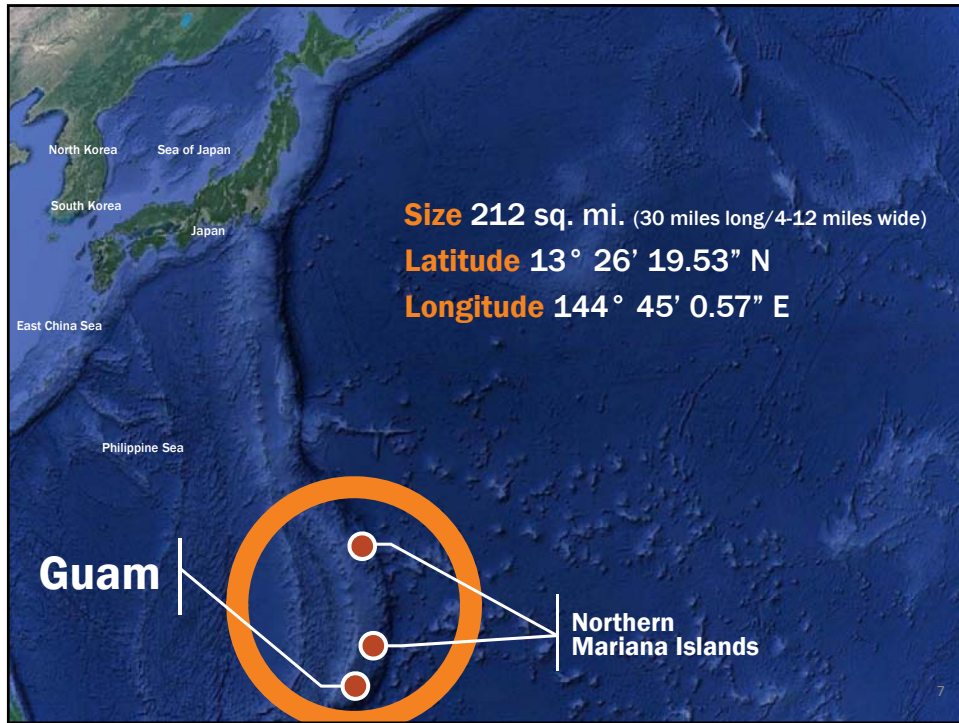 North Korea
Sea of Japan
South Korea
Japan
Size 212 sq. mi. (30 miles long/4-12 miles wide)
Latitude 13° 26’ 19.53” N
Longitude 144° 45’ 0.57” E
East China Sea
Philippine Sea
Guam
Northern
Mariana Islands
7